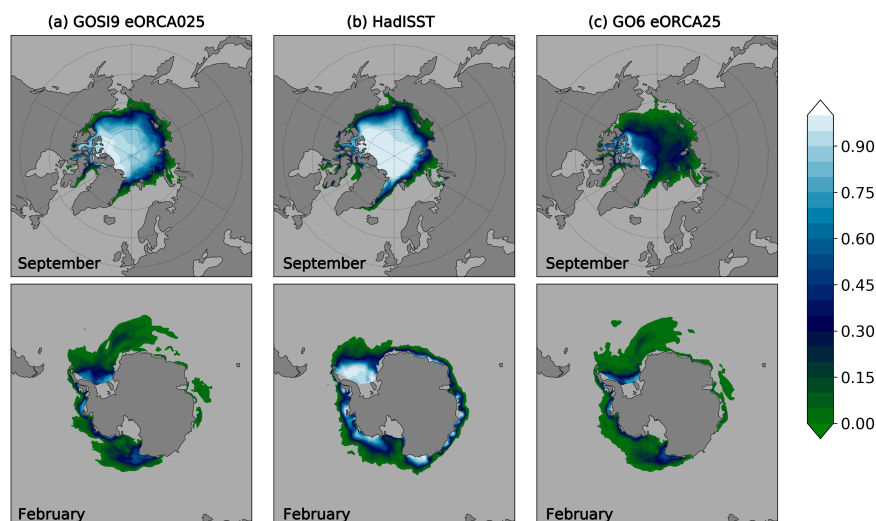 (a) GOSI9 eORCA025
(b) HadISST
(c) GO6 eORCA25
September
September
September
0.90
0.75
0.60
0.45
0.30
0.15
0.00
February
February
February